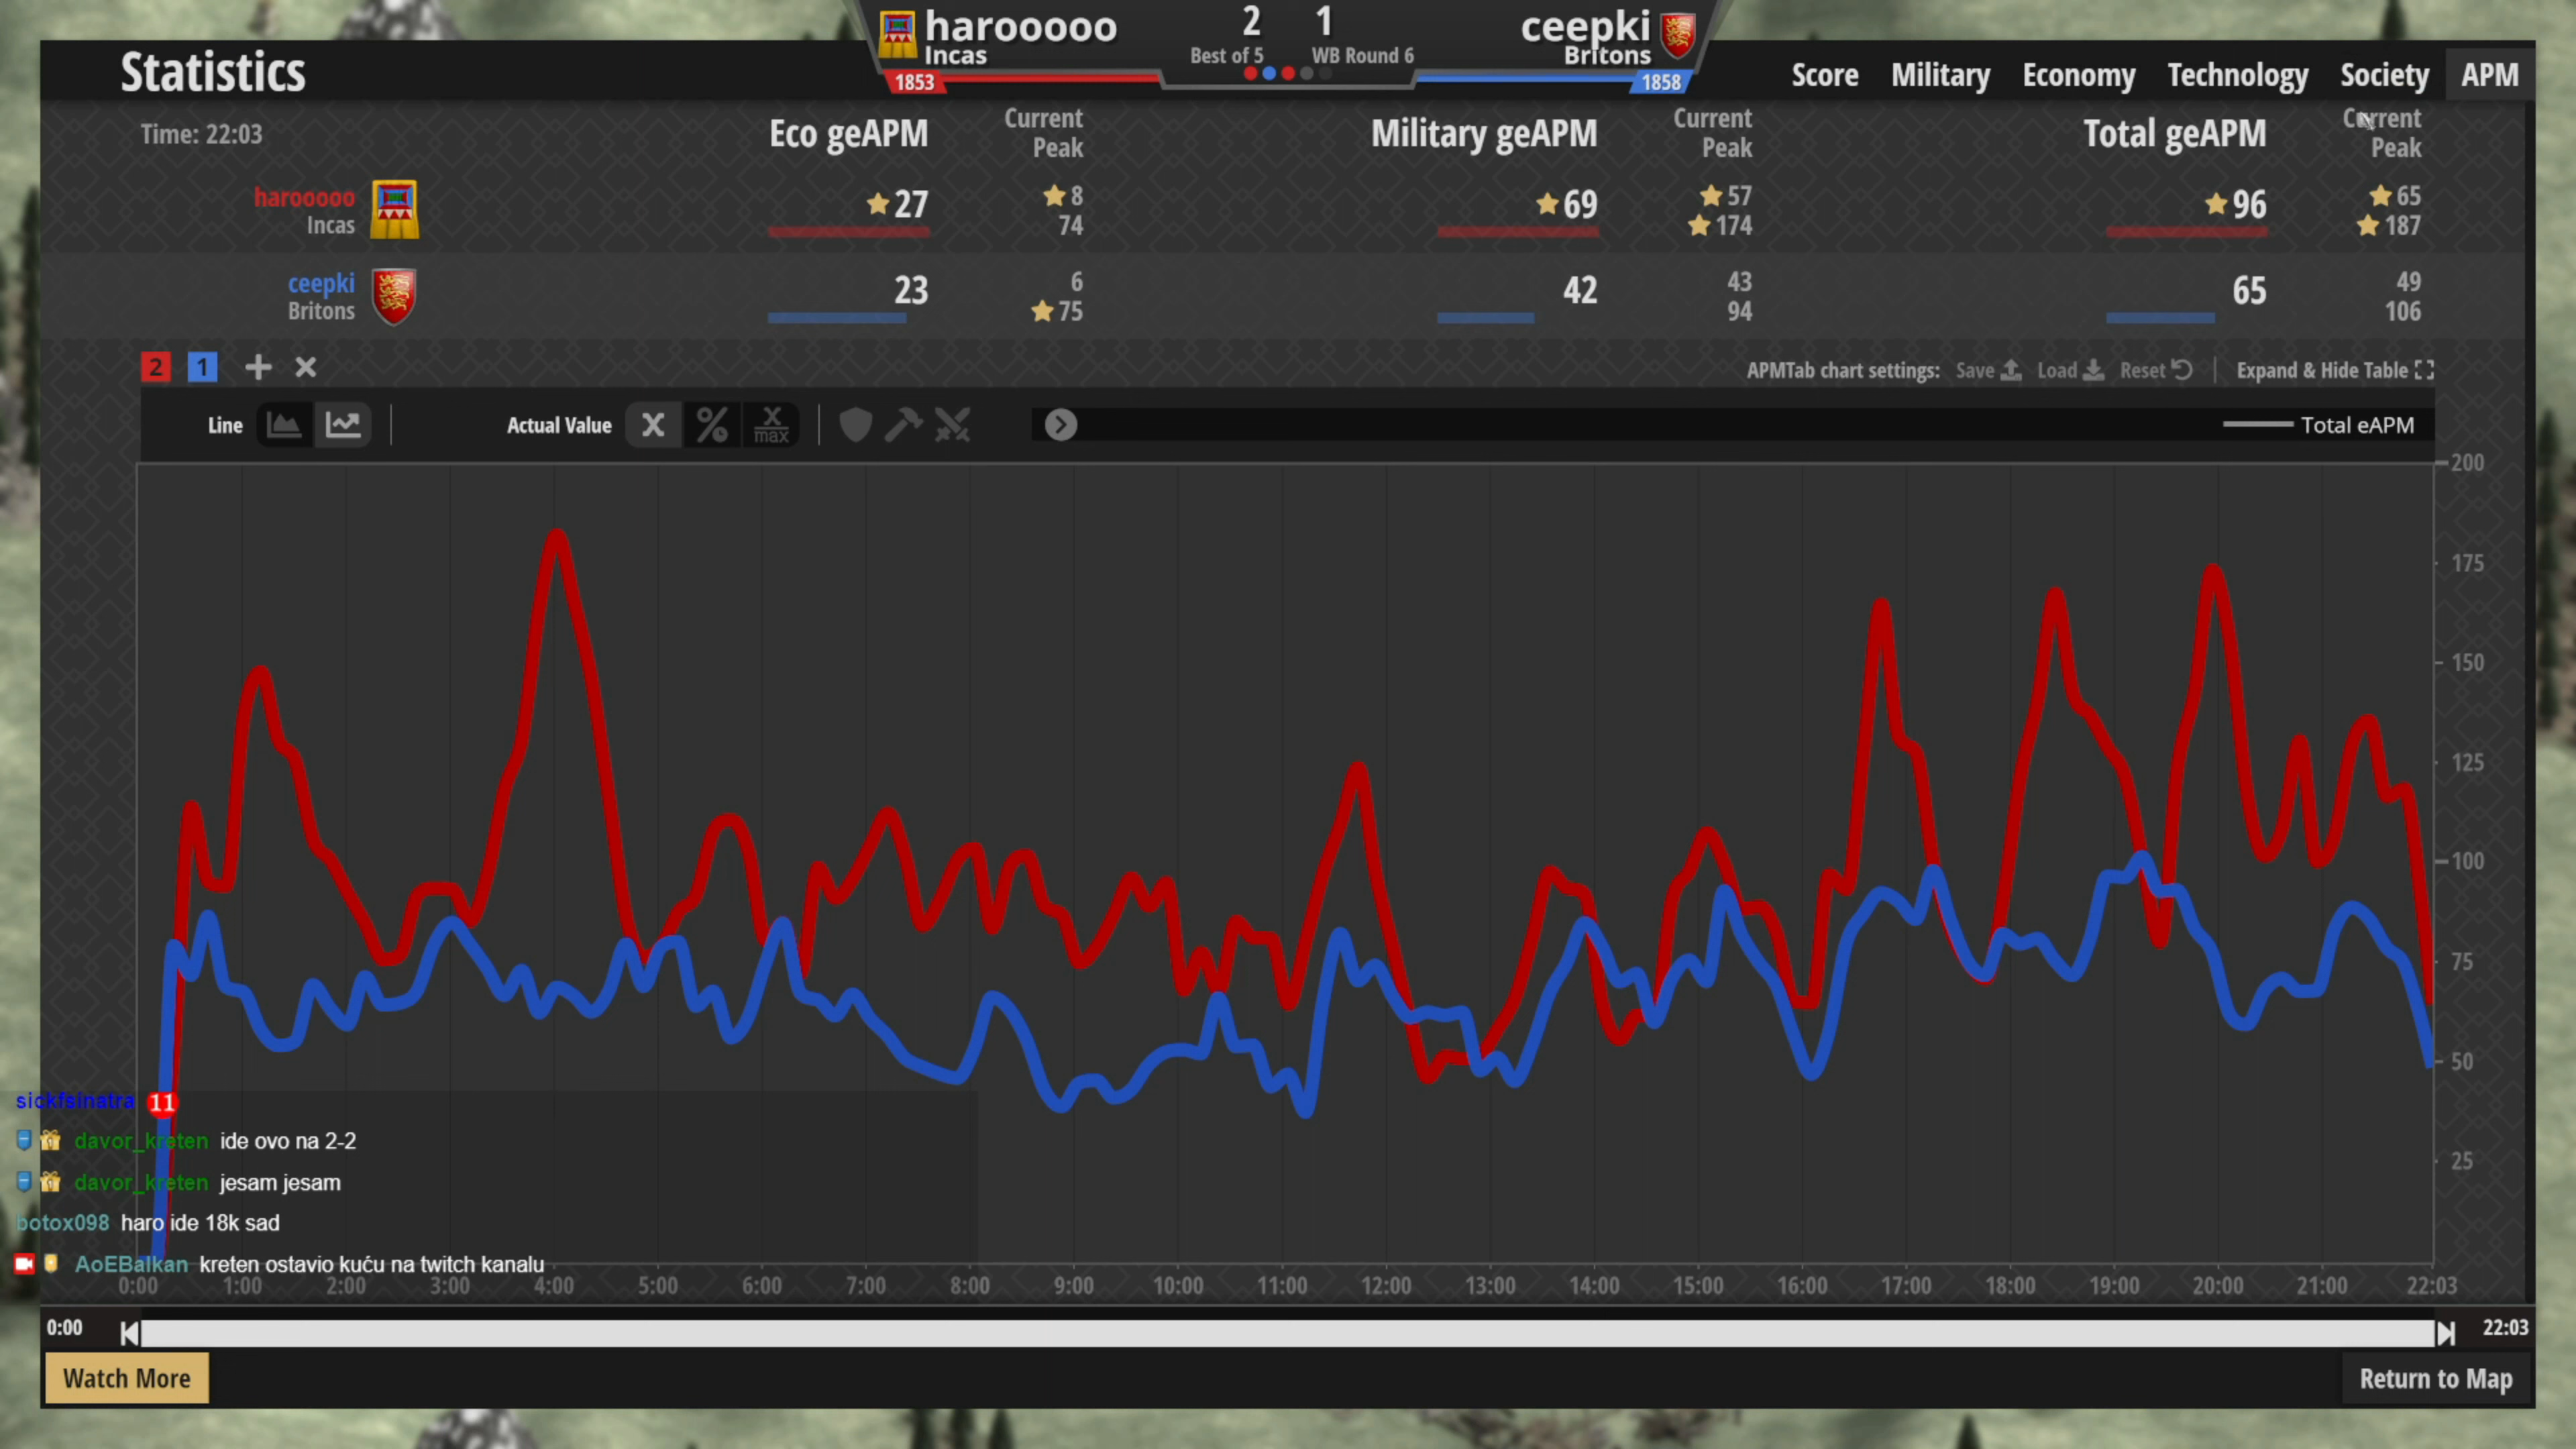 harooooo
Incas
1853
2 1
Best of 5 WB Round 6
ceepki
Britons
1858
Statistics
Score Military Economy Technology Society APM
Time: 22:03
Eco geAPM Current Peak
Military geAPM Current Peak
Total geAPM Current Peak
harooooo
Incas
27 8 74
69 57 174
96 65 187
ceepki
Britons
23 6 75
42 43 94
65 49 106
2 1
APMTab chart settings: Save Load Reset | Expand & Hide Table
Line Actual Value X % X max
Total eAPM
200
175
150
125
100
75
50
25
sickfsinatra 11
davor_kreten ide ovo na 2-2
davor_kreten jesam jesam
botox098 haro ide 18k sad
AoEBalkan kreten ostavio kuću na twitch kanalu
0:00 1:00 2:00 3:00 4:00 5:00 6:00 7:00 8:00 9:00 10:00 11:00 12:00 13:00 14:00 15:00 16:00 17:00 18:00 19:00 20:00 21:00 22:03
0:00 22:03
Watch More
Return to Map